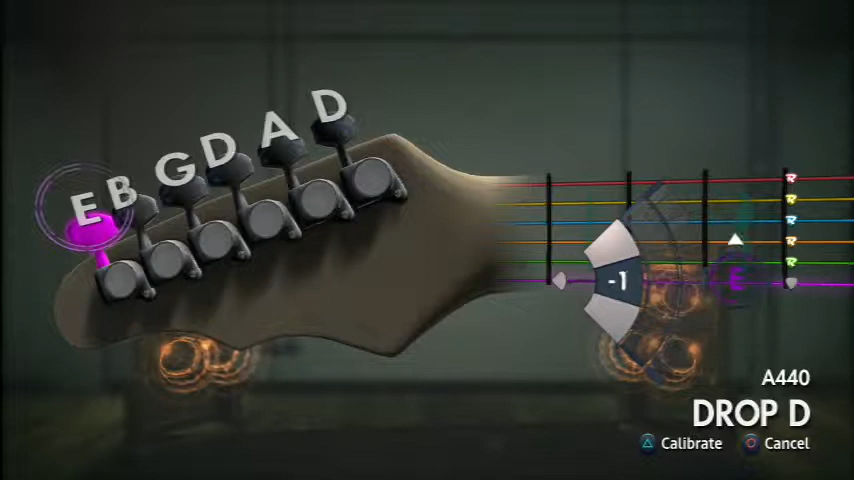 E B G D A D
-1
E
A440
DROP D
Calibrate
Cancel